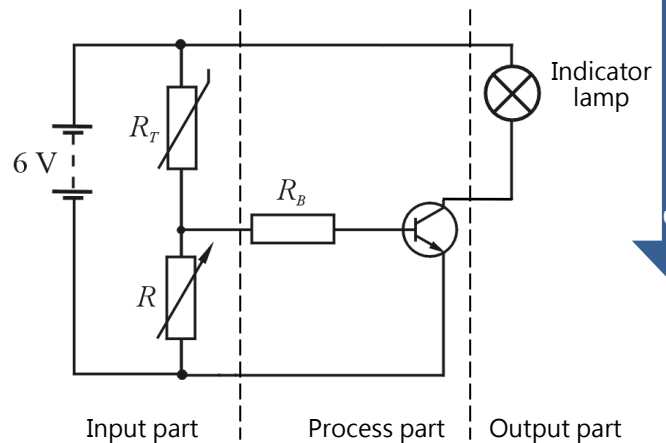 Indicator
lamp
R_T
6 V
R_B
R
Input part
Process part
Output part